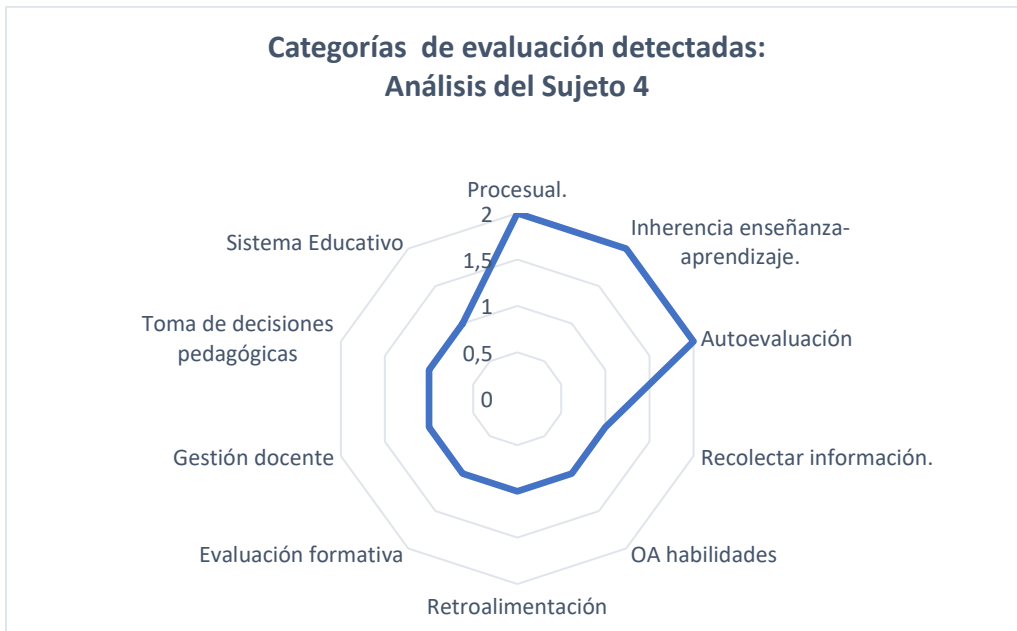 Categorías de evaluación detectadas:
Análisis del Sujeto 4
Procesual.
2
1,5
1
0,5
0
Inherencia enseñanza-
aprendizaje.
Autoevaluación
Recolectar información.
OA habilidades
Retroalimentación
Evaluación formativa
Gestión docente
Toma de decisiones
pedagógicas
Sistema Educativo